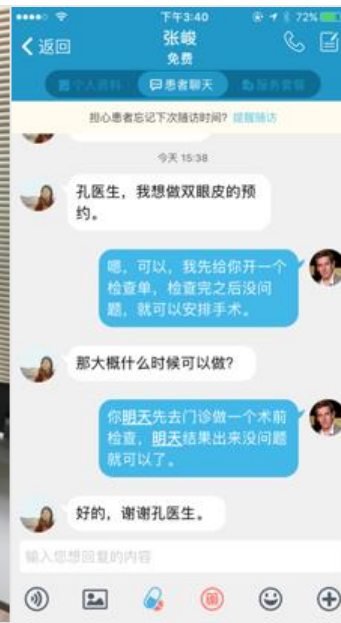 下午3:40
72%
返回
张峻
免费
个人资料
患者聊天
服务套餐
担心患者忘记下次随访时间? 提醒随访
今天 15:38
孔医生，我想做双眼皮的预
约。
嗯，可以，我先给你开一个
检查单，检查完之后没问
题，就可以安排手术。
那大概什么时候可以做?
你明天先去门诊做一个术前
检查，明天结果出来没问题
就可以了。
好的，谢谢孔医生。
输入您想回复的内容